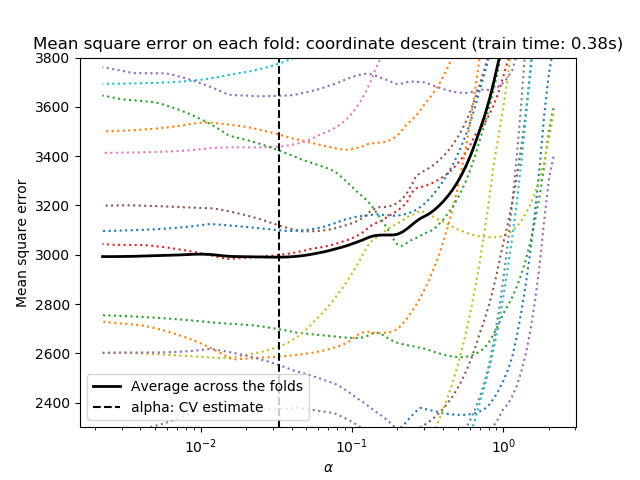 Mean square error on each fold: coordinate descent (train time: 0.38s)
Mean square error
3800
3600
3400
3200
3000
2800
2600
2400
Average across the folds
alpha: CV estimate
10⁻² 10⁻¹ 10⁰
α